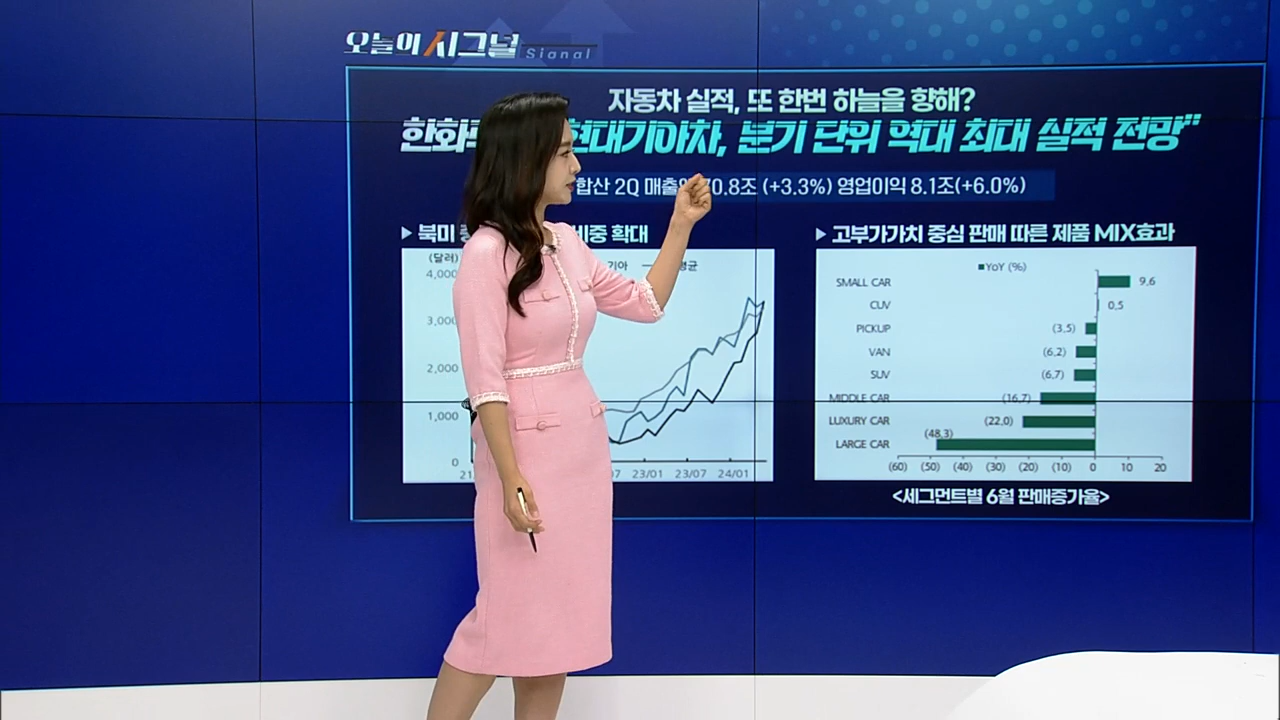 오늘의 시그널
Signal
자동차 실적, 또 한번 하늘을 향해?
현대기아차, 분기 단위 역대 최대 실적 전망"
합산 2Q 매출 0.8조 (+3.3%) 영업이익 8.1조(+6.0%)
▶ 북미 비중 확대
(달러) 기아
4,000
3,000
2,000
1,000
0
23/01 23/07 24/01
▶ 고부가가치 중심 판매 따른 제품 MIX효과
■YoY (%)
SMALL CAR 9.6
CUV 0.5
PICKUP (3.5)
VAN (6.2)
SUV (6.7)
MIDDLE CAR (16.7)
LUXURY CAR (22.0)
LARGE CAR (48.3)
(60) (50) (40) (30) (20) (10) 0 10 20
<세그먼트별 6월 판매증가율>